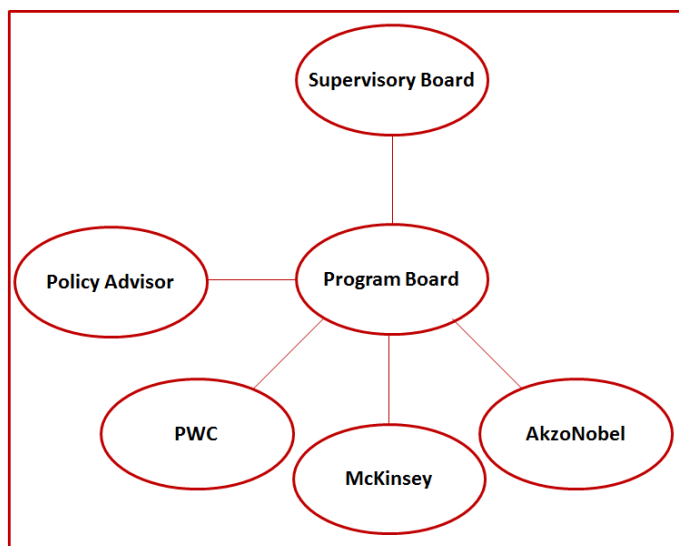 Supervisory Board
Policy Advisor
Program Board
PWC
AkzoNobel
McKinsey